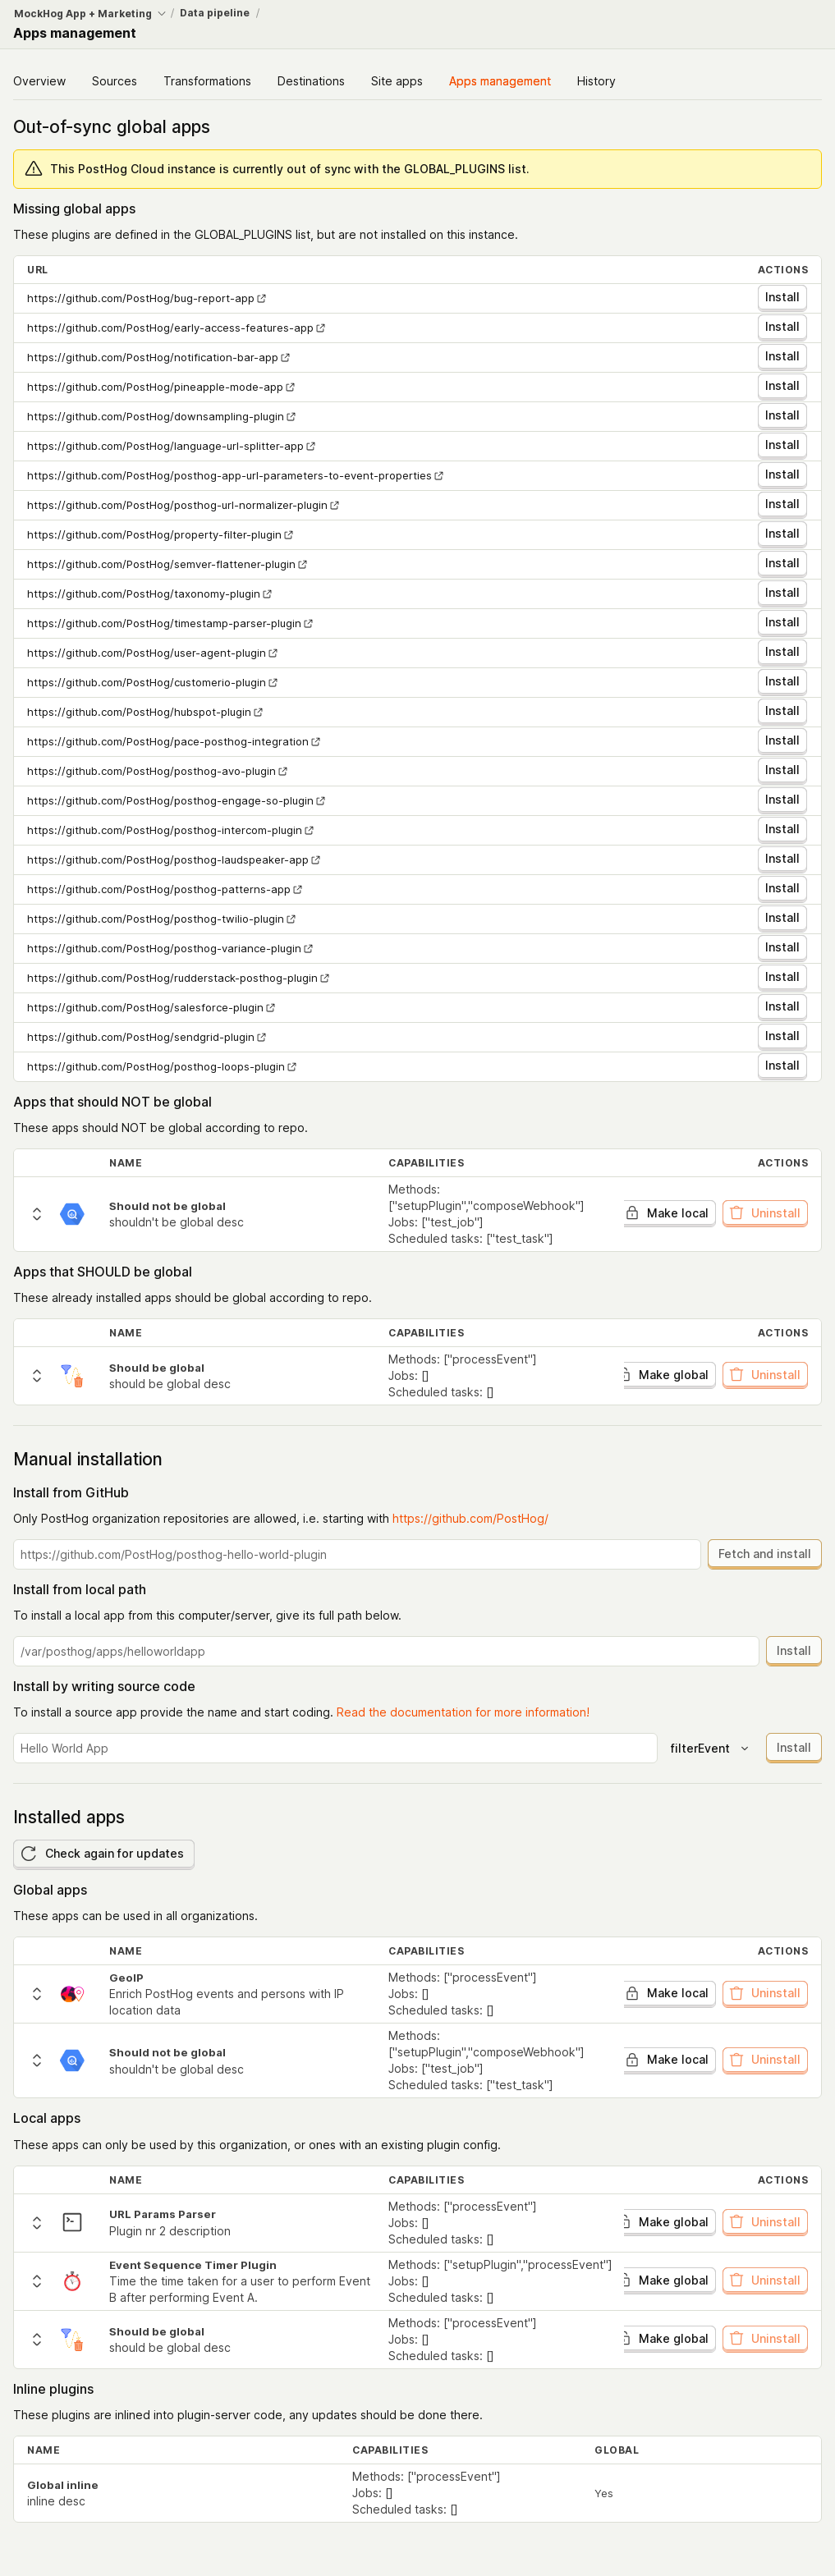 MockHog App + Marketing / Data pipeline /
Apps management
Overview Sources Transformations Destinations Site apps Apps management History
Out-of-sync global apps
This PostHog Cloud instance is currently out of sync with the GLOBAL_PLUGINS list.
Missing global apps
These plugins are defined in the GLOBAL_PLUGINS list, but are not installed on this instance.
URL ACTIONS
https://github.com/PostHog/bug-report-app Install
https://github.com/PostHog/early-access-features-app Install
https://github.com/PostHog/notification-bar-app Install
https://github.com/PostHog/pineapple-mode-app Install
https://github.com/PostHog/downsampling-plugin Install
https://github.com/PostHog/language-url-splitter-app Install
https://github.com/PostHog/posthog-app-url-parameters-to-event-properties Install
https://github.com/PostHog/posthog-url-normalizer-plugin Install
https://github.com/PostHog/property-filter-plugin Install
https://github.com/PostHog/semver-flattener-plugin Install
https://github.com/PostHog/taxonomy-plugin Install
https://github.com/PostHog/timestamp-parser-plugin Install
https://github.com/PostHog/user-agent-plugin Install
https://github.com/PostHog/customerio-plugin Install
https://github.com/PostHog/hubspot-plugin Install
https://github.com/PostHog/pace-posthog-integration Install
https://github.com/PostHog/posthog-avo-plugin Install
https://github.com/PostHog/posthog-engage-so-plugin Install
https://github.com/PostHog/posthog-intercom-plugin Install
https://github.com/PostHog/posthog-laudspeaker-app Install
https://github.com/PostHog/posthog-patterns-app Install
https://github.com/PostHog/posthog-twilio-plugin Install
https://github.com/PostHog/posthog-variance-plugin Install
https://github.com/PostHog/rudderstack-posthog-plugin Install
https://github.com/PostHog/salesforce-plugin Install
https://github.com/PostHog/sendgrid-plugin Install
https://github.com/PostHog/posthog-loops-plugin Install
Apps that should NOT be global
These apps should NOT be global according to repo.
NAME CAPABILITIES ACTIONS
Should not be global
shouldn't be global desc
Methods:
["setupPlugin","composeWebhook"]
Jobs: ["test_job"]
Scheduled tasks: ["test_task"]
Make local Uninstall
Apps that SHOULD be global
These already installed apps should be global according to repo.
NAME CAPABILITIES ACTIONS
Should be global
should be global desc
Methods: ["processEvent"]
Jobs: []
Scheduled tasks: []
Make global Uninstall
Manual installation
Install from GitHub
Only PostHog organization repositories are allowed, i.e. starting with https://github.com/PostHog/
https://github.com/PostHog/posthog-hello-world-plugin Fetch and install
Install from local path
To install a local app from this computer/server, give its full path below.
/var/posthog/apps/helloworldapp Install
Install by writing source code
To install a source app provide the name and start coding. Read the documentation for more information!
Hello World App filterEvent Install
Installed apps
Check again for updates
Global apps
These apps can be used in all organizations.
NAME CAPABILITIES ACTIONS
GeoIP
Enrich PostHog events and persons with IP
location data
Methods: ["processEvent"]
Jobs: []
Scheduled tasks: []
Make local Uninstall
Should not be global
shouldn't be global desc
Methods:
["setupPlugin","composeWebhook"]
Jobs: ["test_job"]
Scheduled tasks: ["test_task"]
Make local Uninstall
Local apps
These apps can only be used by this organization, or ones with an existing plugin config.
NAME CAPABILITIES ACTIONS
URL Params Parser
Plugin nr 2 description
Methods: ["processEvent"]
Jobs: []
Scheduled tasks: []
Make global Uninstall
Event Sequence Timer Plugin
Time the time taken for a user to perform Event
B after performing Event A.
Methods: ["setupPlugin","processEvent"]
Jobs: []
Scheduled tasks: []
Make global Uninstall
Should be global
should be global desc
Methods: ["processEvent"]
Jobs: []
Scheduled tasks: []
Make global Uninstall
Inline plugins
These plugins are inlined into plugin-server code, any updates should be done there.
NAME CAPABILITIES GLOBAL
Global inline
inline desc
Methods: ["processEvent"]
Jobs: []
Scheduled tasks: []
Yes